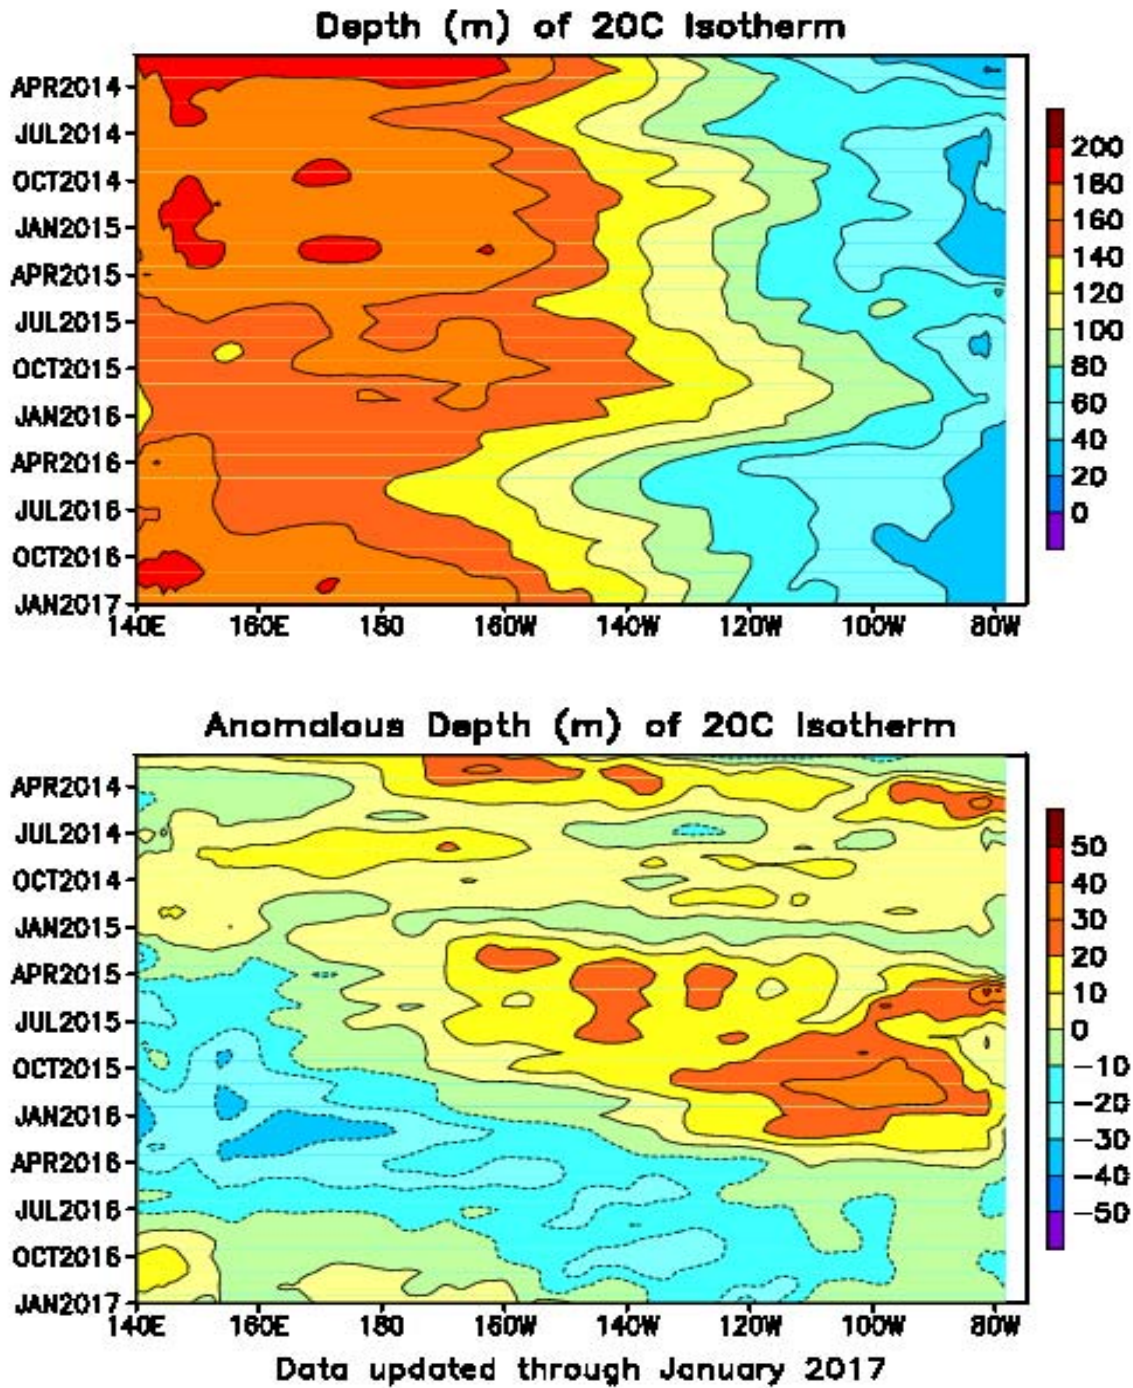 Depth (m) of 20C Isotherm
APR2014
JUL2014
OCT2014
JAN2015
APR2015
JUL2015
OCT2015
JAN2016
APR2016
JUL2016
OCT2016
JAN2017
140E 160E 180 160W 140W 120W 100W 80W
200
180
160
140
120
100
80
60
40
20
0
Anomalous Depth (m) of 20C Isotherm
APR2014
JUL2014
OCT2014
JAN2015
APR2015
JUL2015
OCT2015
JAN2016
APR2016
JUL2016
OCT2016
JAN2017
140E 160E 180 160W 140W 120W 100W 80W
50
40
30
20
10
0
-10
-20
-30
-40
-50
Data updated through January 2017